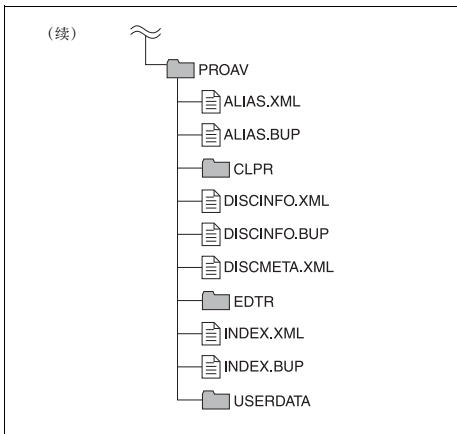 （续）
PROAV
ALIAS.XML
ALIAS.BUP
CLPR
DISCINFO.XML
DISCINFO.BUP
DISCMETA.XML
EDTR
INDEX.XML
INDEX.BUP
USERDATA